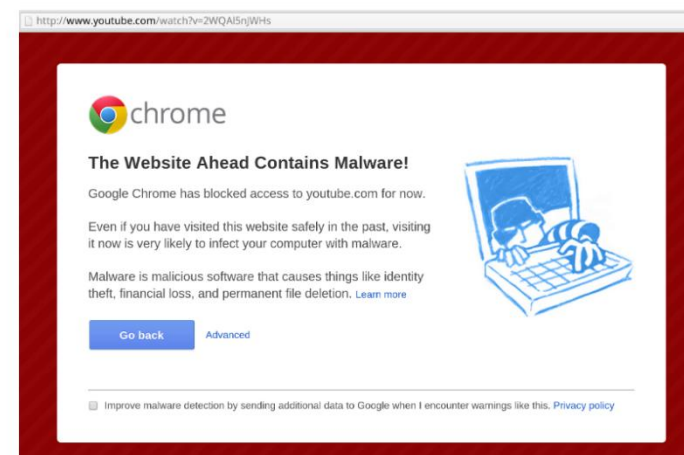 http://www.youtube.com/watch?v=2WQAl5njWHs
chrome
The Website Ahead Contains Malware!
Google Chrome has blocked access to youtube.com for now.
Even if you have visited this website safely in the past, visiting
it now is very likely to infect your computer with malware.
Malware is malicious software that causes things like identity
theft, financial loss, and permanent file deletion. Learn more
Go back Advanced
Improve malware detection by sending additional data to Google when I encounter warnings like this. Privacy policy